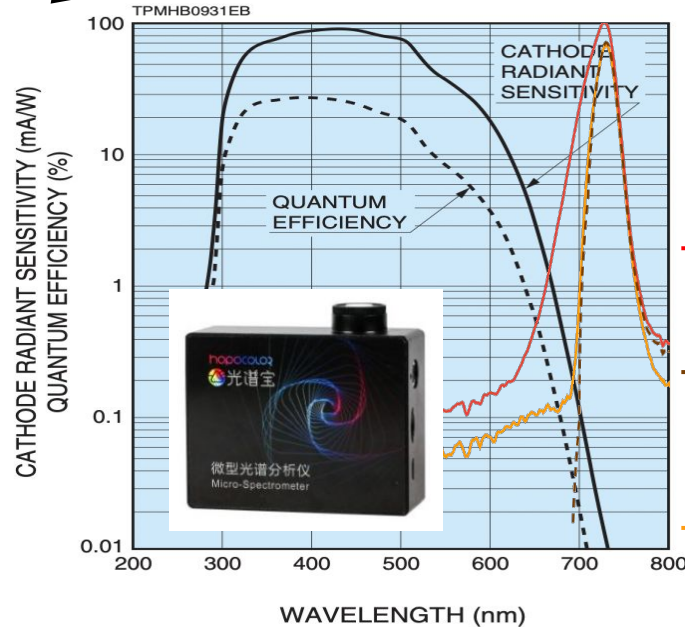 TPMHB0931EB
100
10
1
0.1
0.01
CATHODE RADIANT SENSITIVITY (mA/W)
QUANTUM EFFICIENCY (%)
CATHODE
RADIANT
SENSITIVITY
QUANTUM
EFFICIENCY
hopocolor
光谱宝
微型光谱分析仪
Micro-Spectrometer
200
300
400
500
600
700
800
WAVELENGTH (nm)